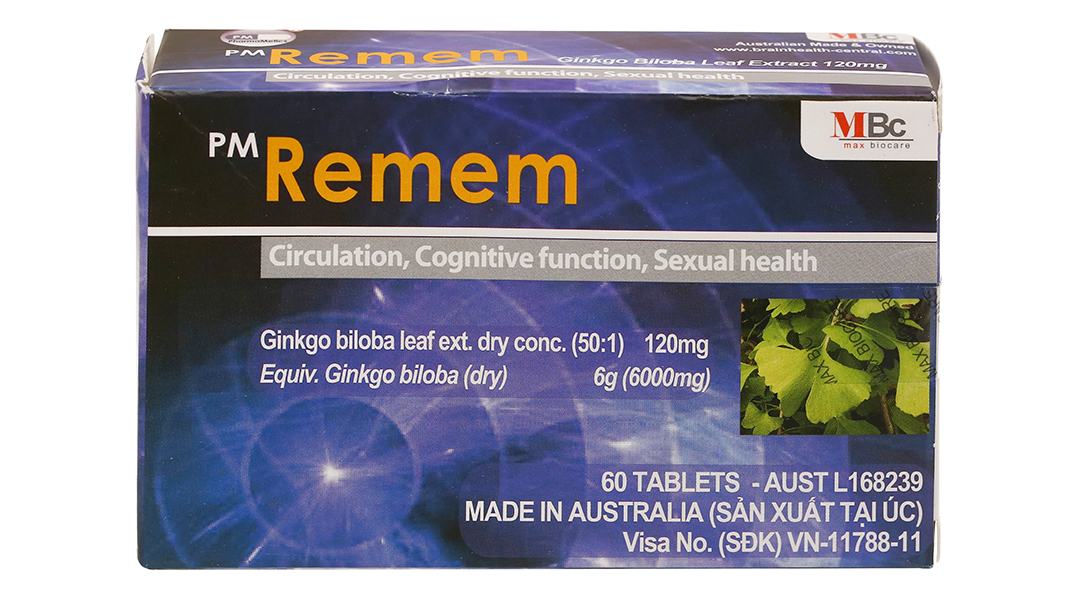 PM
PharmaMetics
PM Remem
MBc
Australian Made & Owned
www.brainhealth-central.com
Ginkgo Biloba Leaf Extract 120mg
Circulation, Cognitive function, Sexual health
PM Remem
MBc
max biocare
Circulation, Cognitive function, Sexual health
Ginkgo biloba leaf ext. dry conc. (50:1) 120mg
Equiv. Ginkgo biloba (dry) 6g (6000mg)
60 TABLETS - AUST L168239
MADE IN AUSTRALIA (SẢN XUẤT TẠI ÚC)
Visa No. (SĐK) VN-11788-11